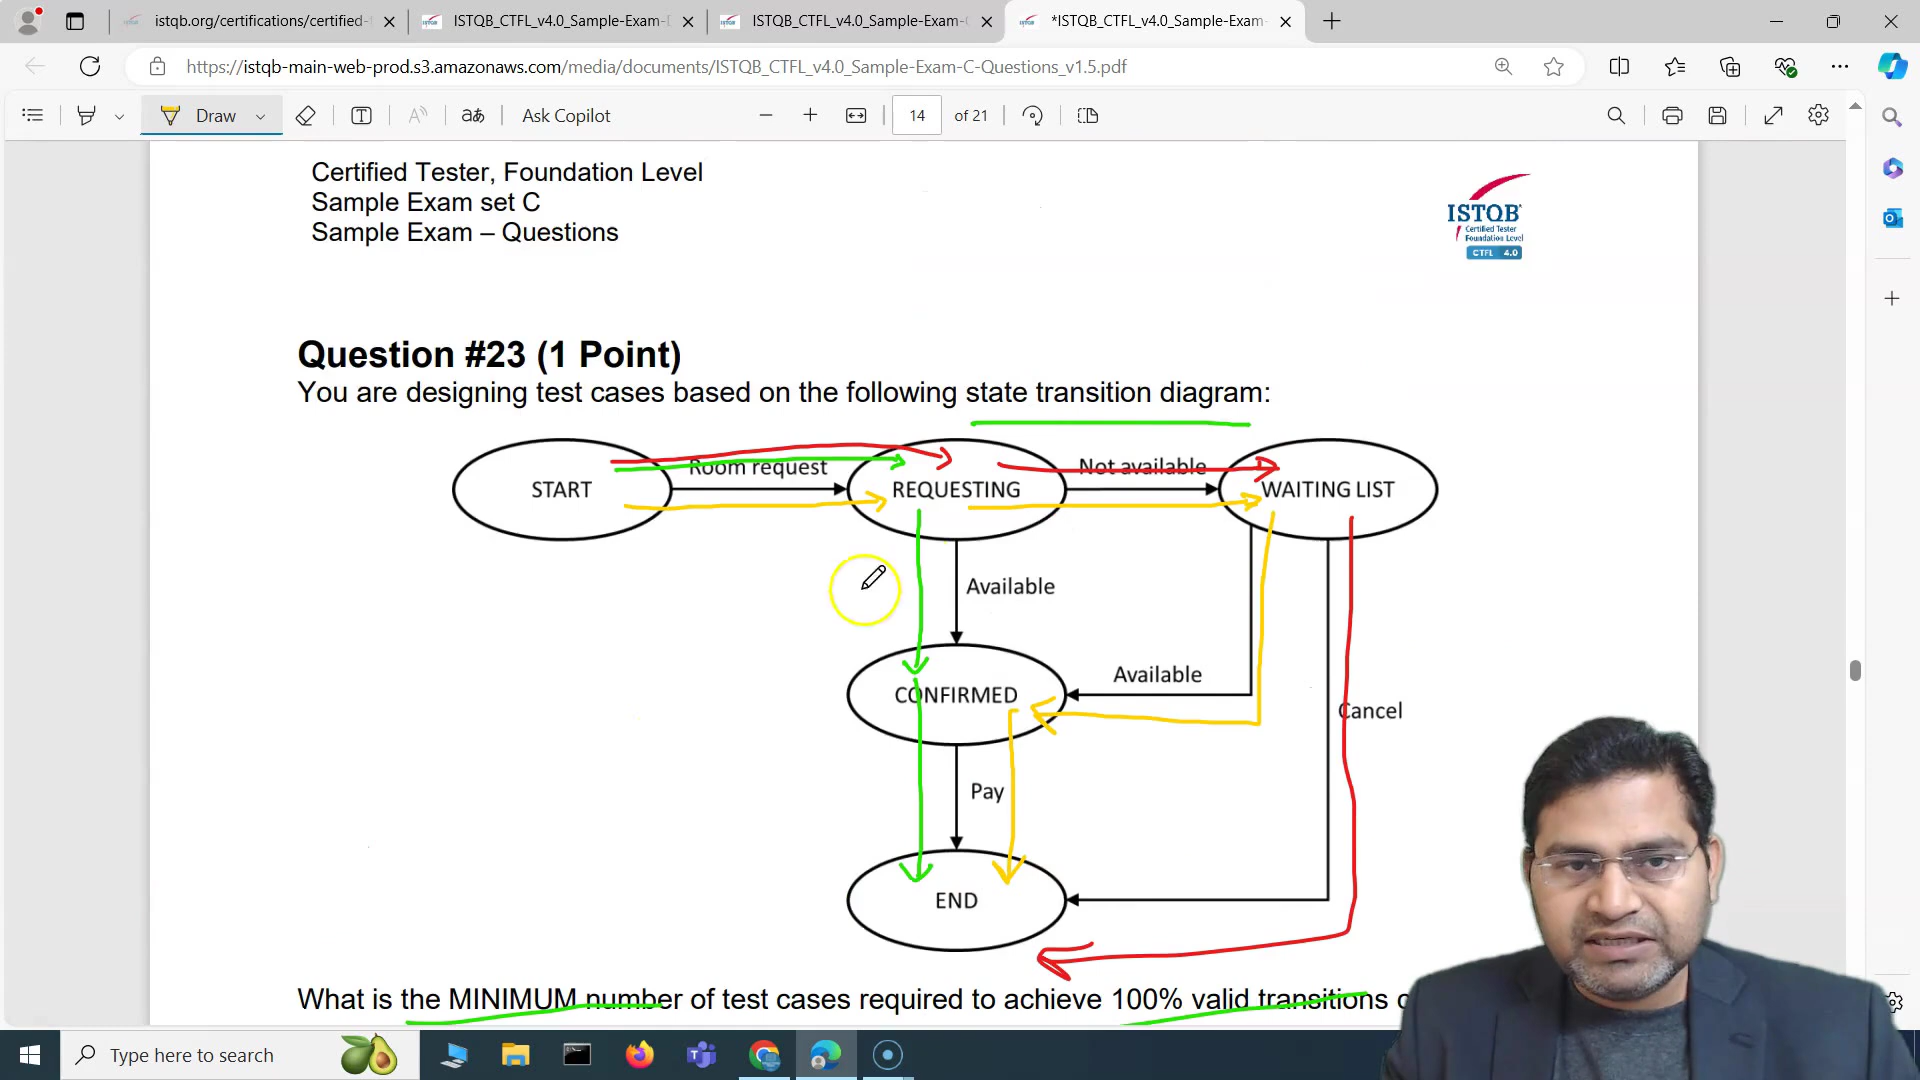 istqb.org/certifications/certified-
ISTQB_CTFL_v4.0_Sample-Exam-
ISTQB_CTFL_v4.0_Sample-Exam-
*ISTQB_CTFL_v4.0_Sample-Exam-
https://istqb-main-web-prod.s3.amazonaws.com/media/documents/ISTQB_CTFL_v4.0_Sample-Exam-C-Questions_v1.5.pdf
Draw
aあ
Ask Copilot
14
of 21
Certified Tester, Foundation Level
Sample Exam set C
Sample Exam – Questions
ISTQB
Certified Tester
Foundation Level
CTFL 4.0
Question #23 (1 Point)
You are designing test cases based on the following state transition diagram:
Room request
Not available
START
REQUESTING
WAITING LIST
Available
Available
CONFIRMED
Cancel
Pay
END
What is the MINIMUM number of test cases required to achieve 100% valid transitions
Type here to search